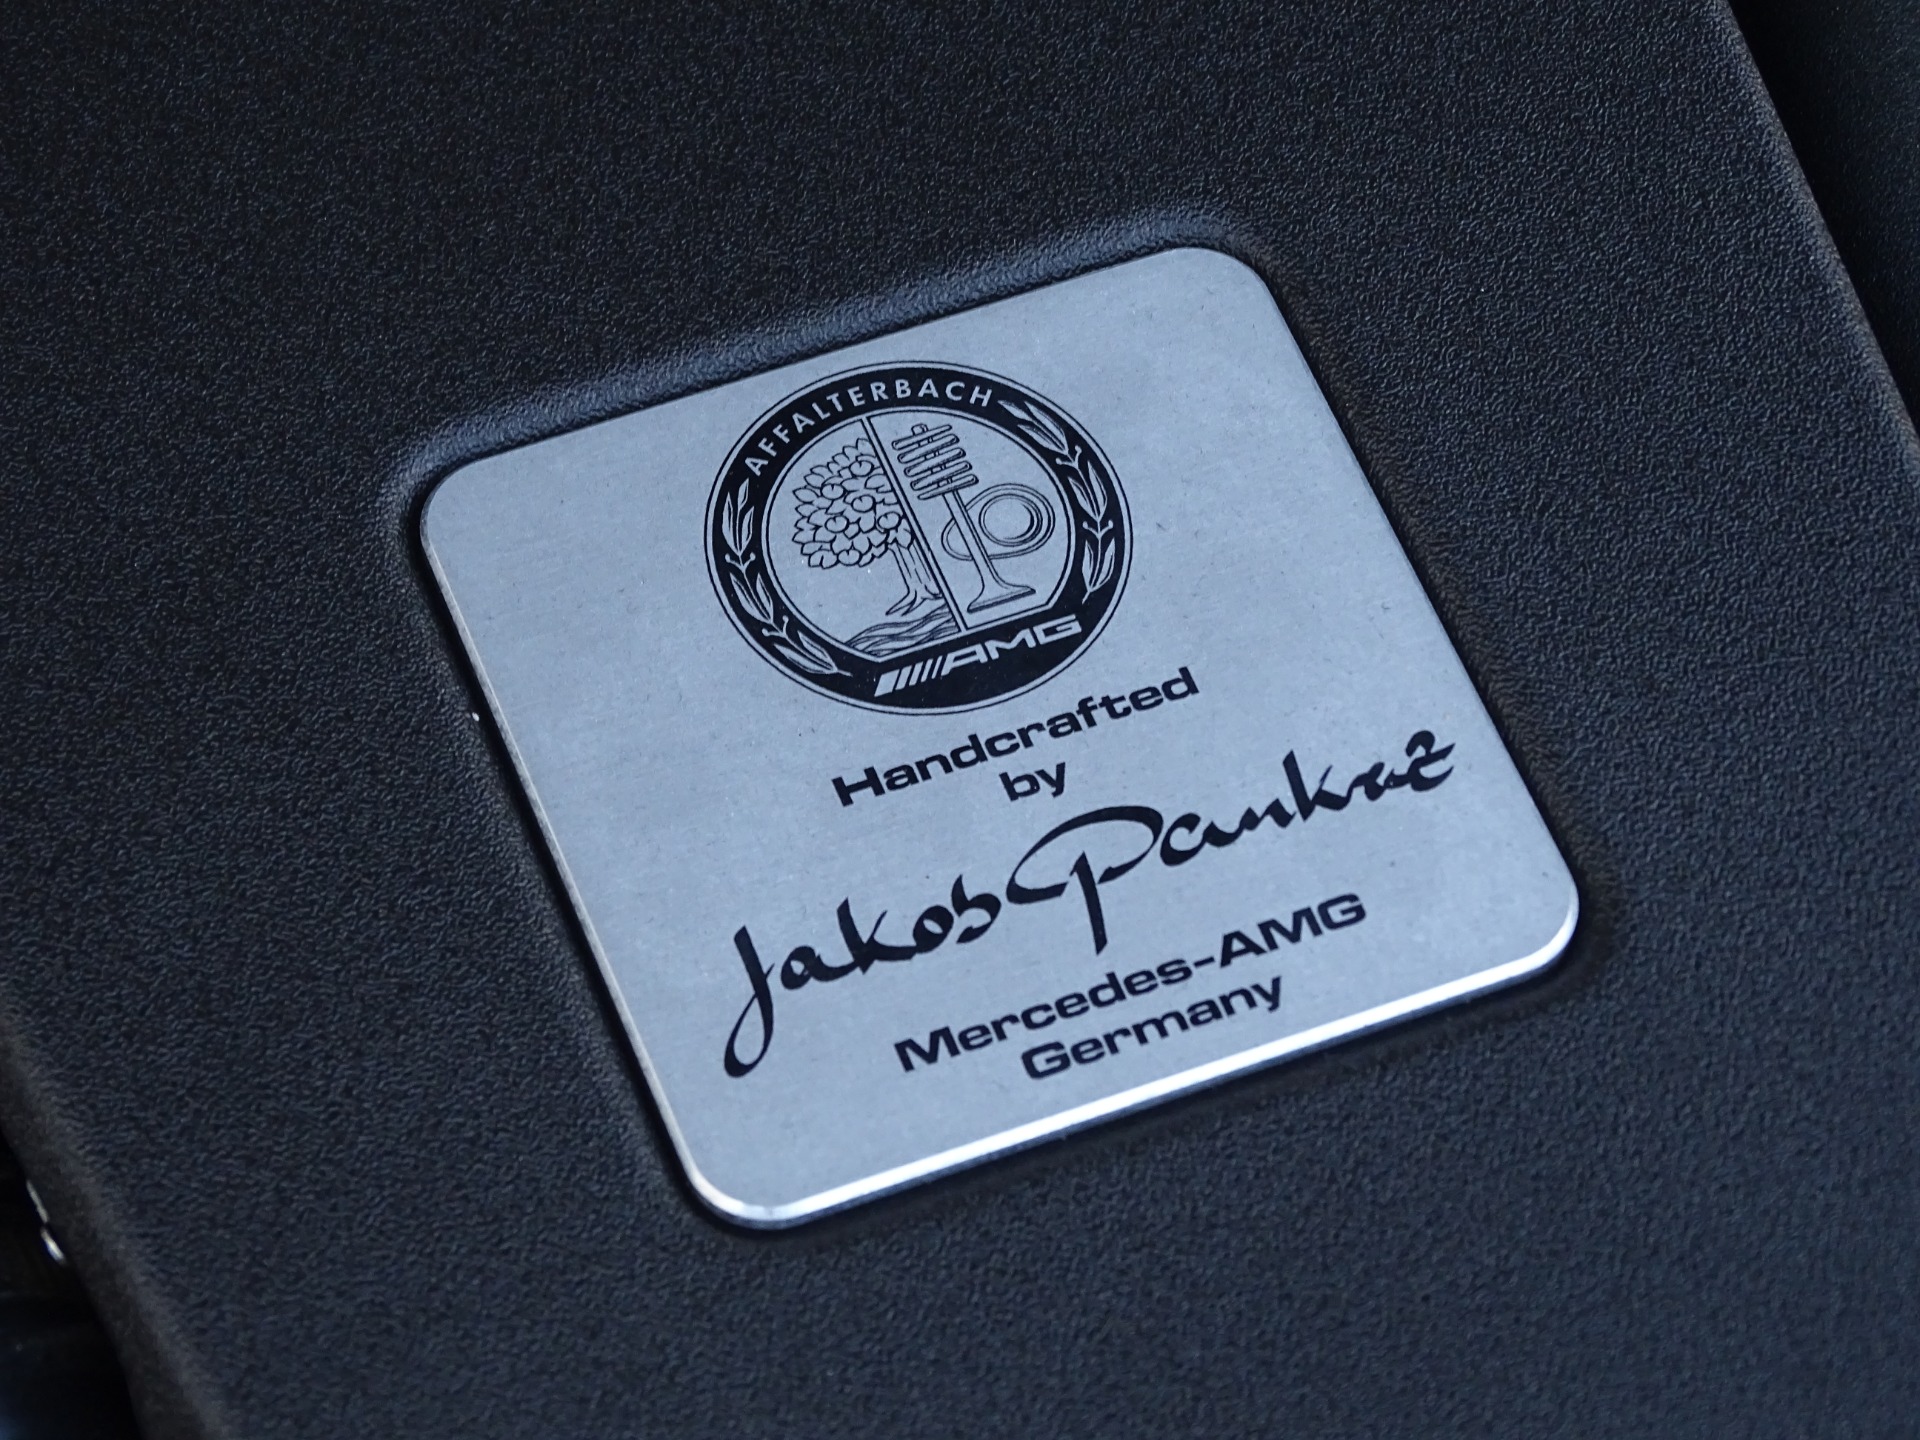 AFFALTERBACH
AMG
Handcrafted
by
Jakob Pankraz
Mercedes-AMG
Germany